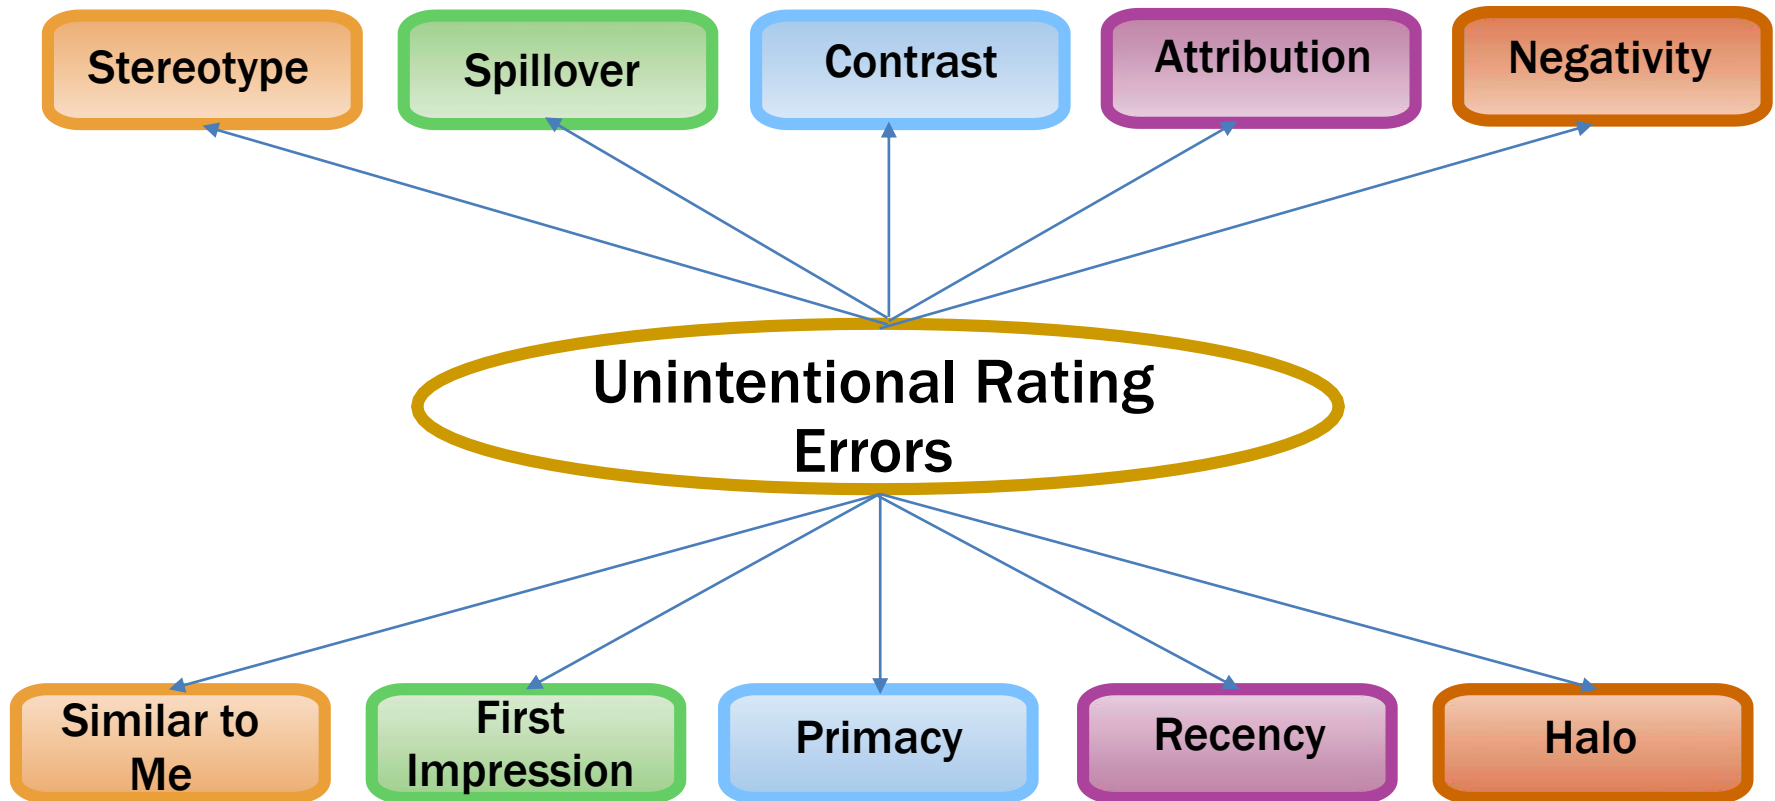 Stereotype
Spillover
Contrast
Attribution
Negativity
Unintentional Rating
Errors
Similar to
Me
First
Impression
Primacy
Recency
Halo